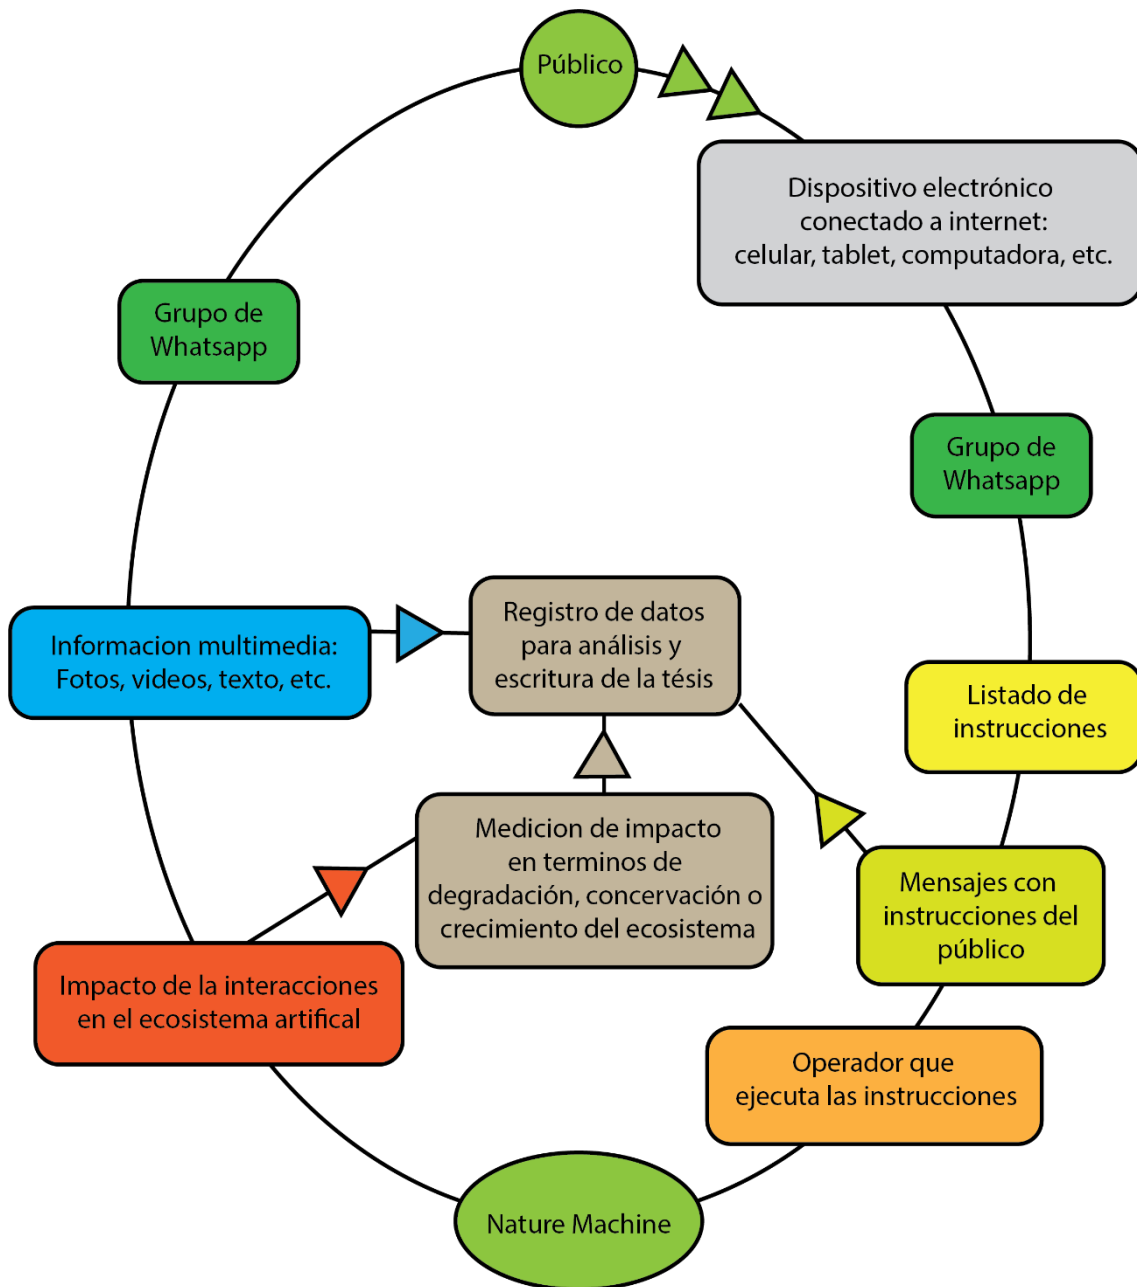 Público
Dispositivo electrónico
conectado a internet:
celular, tablet, computadora, etc.
Grupo de
Whatsapp
Grupo de
Whatsapp
Informacion multimedia:
Fotos, videos, texto, etc.
Registro de datos
para análisis y
escritura de la tésis
Listado de
instrucciones
Medicion de impacto
en terminos de
degradación, concervación o
crecimiento del ecosistema
Mensajes con
instrucciones del
público
Impacto de la interacciones
en el ecosistema artifical
Operador que
ejecuta las instrucciones
Nature Machine